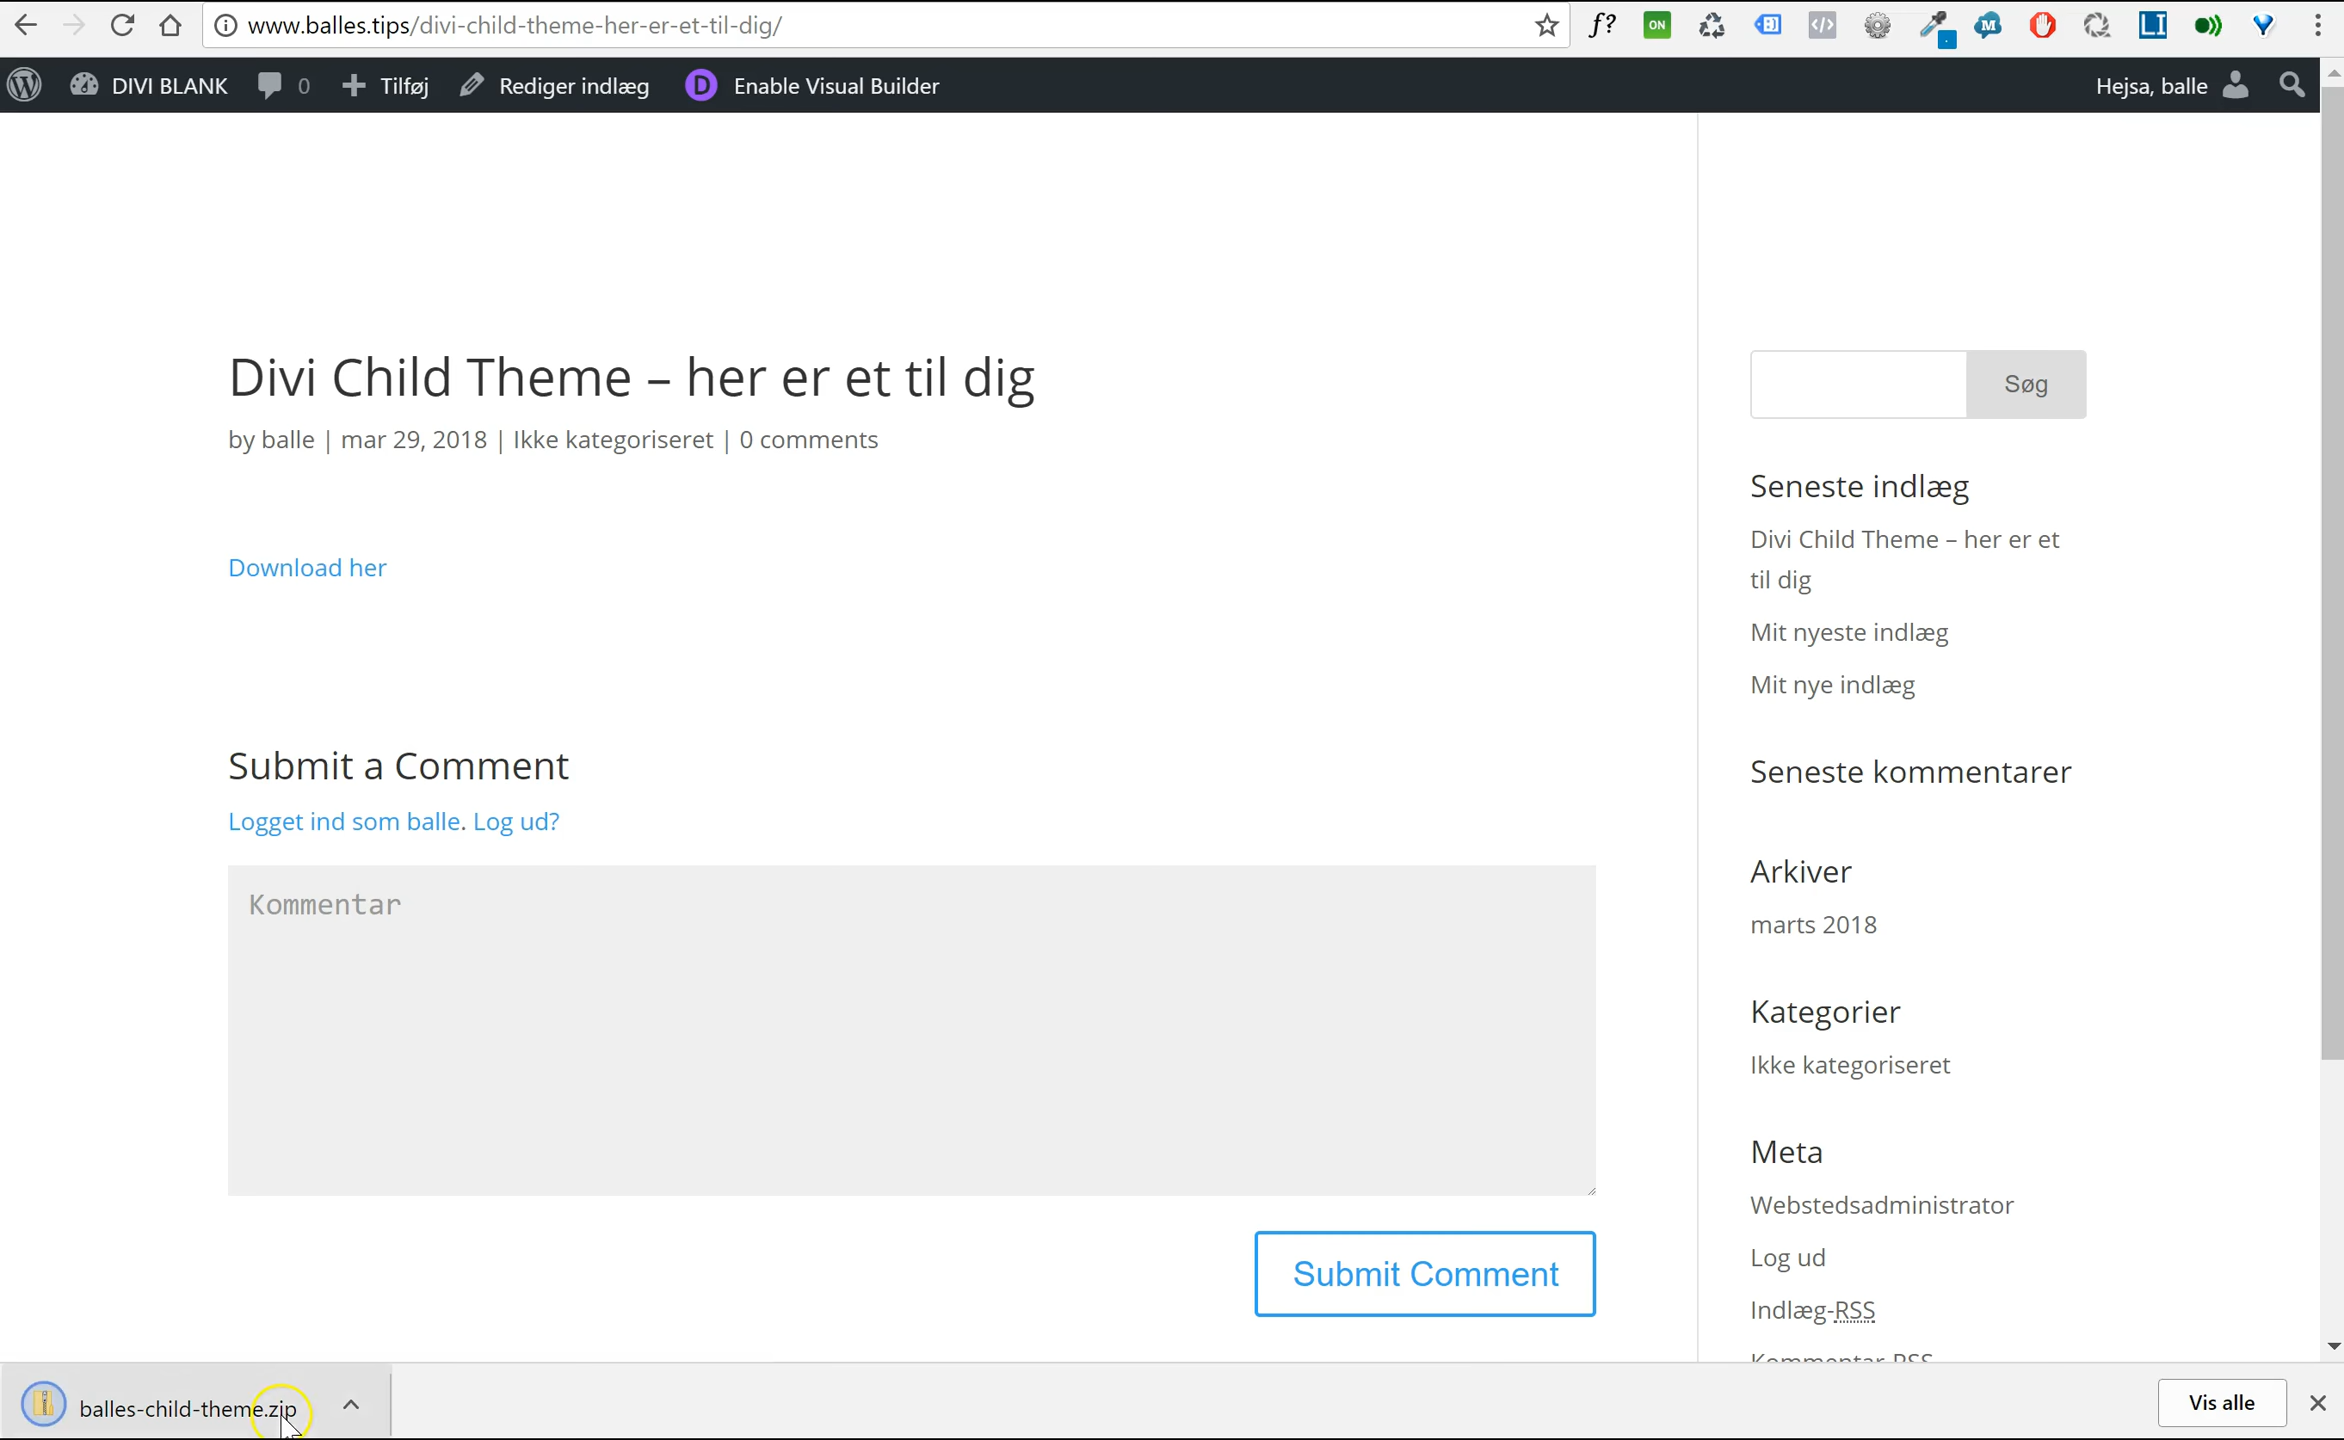 www.balles.tips/divi-child-theme-her-er-et-til-dig/
f?
ON
M
LI
DIVI BLANK
0
Tilføj
Rediger indlæg
D
Enable Visual Builder
Hejsa, balle
Divi Child Theme – her er et til dig
by balle | mar 29, 2018 | Ikke kategoriseret | 0 comments
Download her
Submit a Comment
Logget ind som balle. Log ud?
Kommentar
Submit Comment
Søg
Seneste indlæg
Divi Child Theme – her er et
til dig
Mit nyeste indlæg
Mit nye indlæg
Seneste kommentarer
Arkiver
marts 2018
Kategorier
Ikke kategoriseret
Meta
Webstedsadministrator
Log ud
Indlæg-RSS
Kommentar-RSS
balles-child-theme.zip
Vis alle